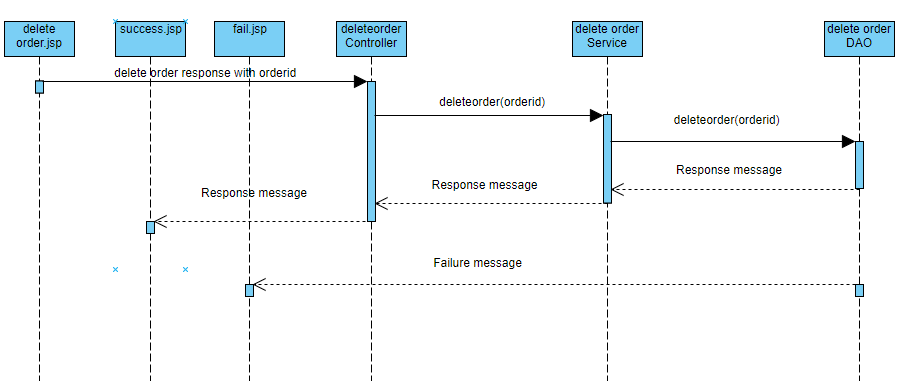 delete
order.jsp
success.jsp
fail.jsp
deleteorder
Controller
delete order
Service
delete order
DAO
delete order response with orderid
deleteorder(orderid)
deleteorder(orderid)
Response message
Response message
Response message
Failure message